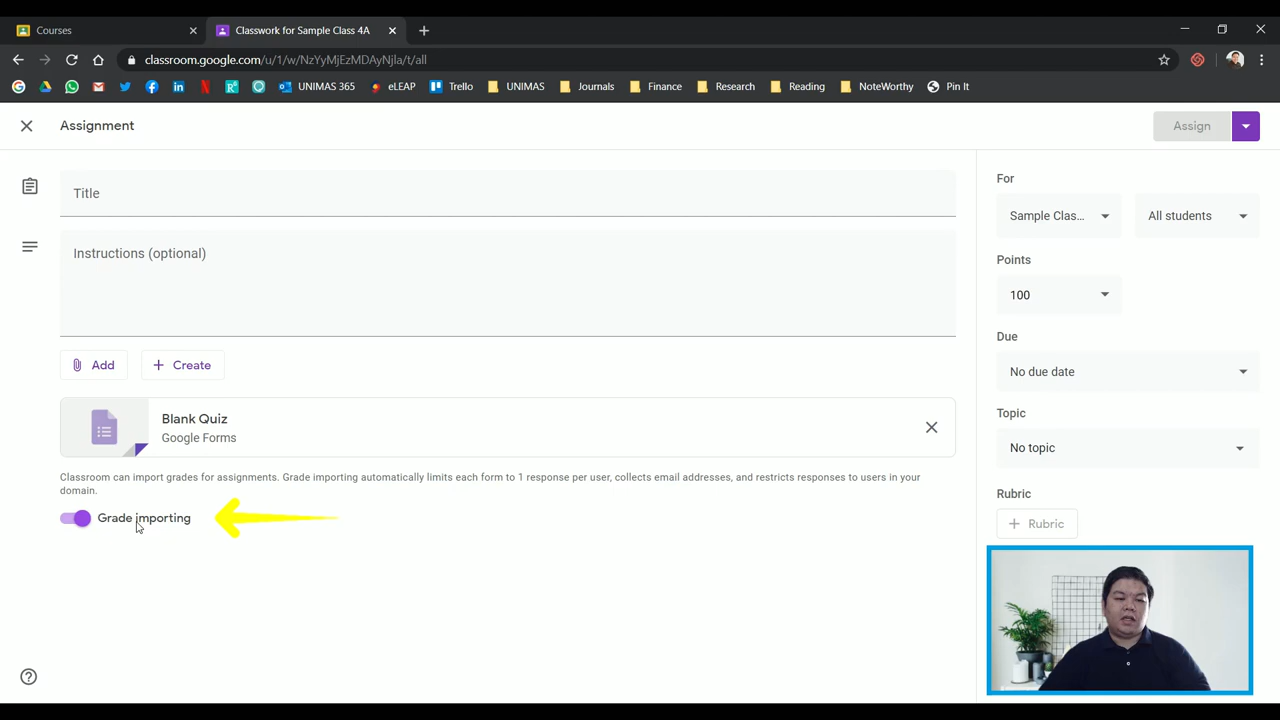 Courses
Classwork for Sample Class 4A
classroom.google.com/u/1/w/NzYyMjEzMDAyNjla/t/all
UNIMAS 365
eLEAP
Trello
UNIMAS
Journals
Finance
Research
Reading
NoteWorthy
Pin It
Assignment
Assign
Title
Instructions (optional)
Add
Create
Blank Quiz
Google Forms
Classroom can import grades for assignments. Grade importing automatically limits each form to 1 response per user, collects email addresses, and restricts responses to users in your
domain.
Grade importing
For
Sample Clas...
All students
Points
100
Due
No due date
Topic
No topic
Rubric
Rubric